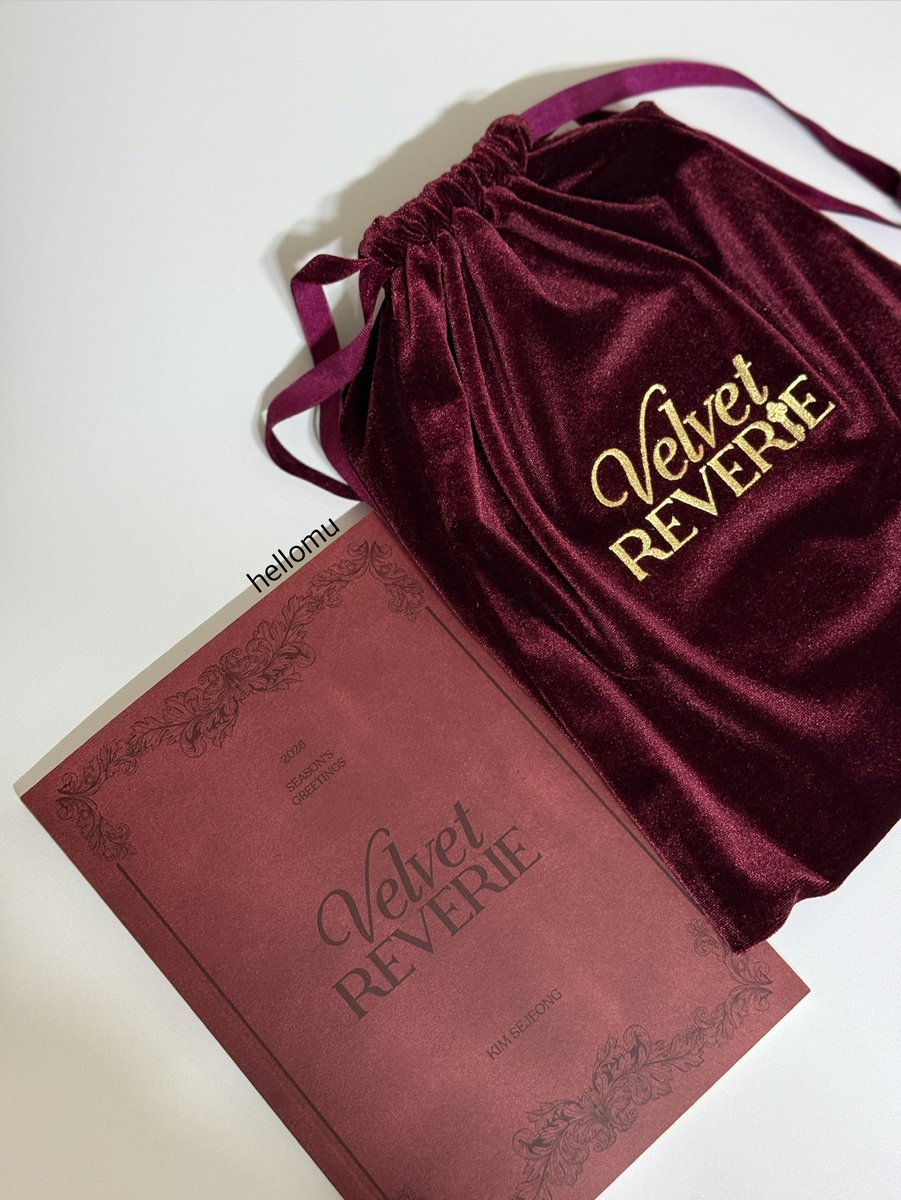 Velvet
REVERIE
hellomu
2026
SEASON'S
GREETINGS
Velvet
REVERIE
KIM SEJEONG